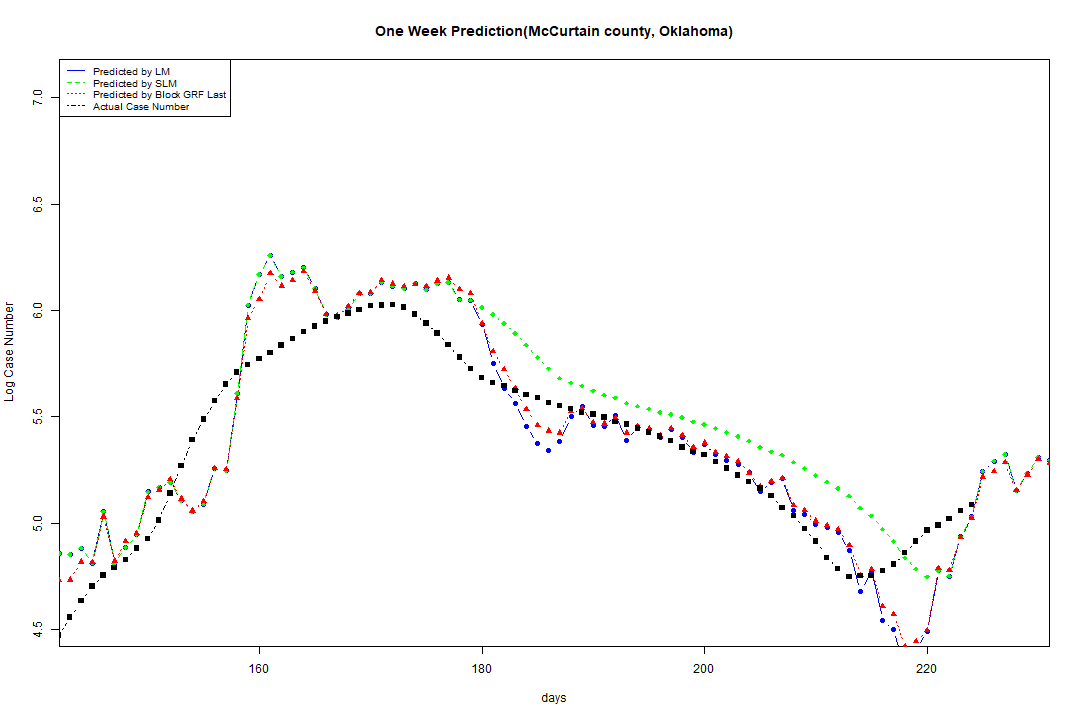 One Week Prediction(McCurtain county, Oklahoma)
Predicted by LM
Predicted by SLM
Predicted by Block GRF Last
Actual Case Number
7.0
6.5
6.0
5.5
5.0
4.5
Log Case Number
160 180 200 220
days